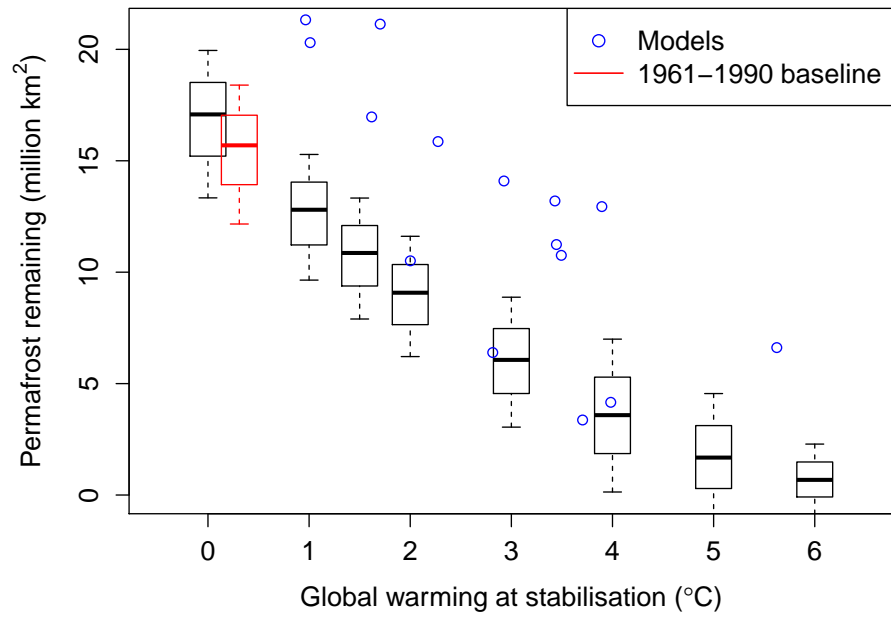 Models
1961−1990 baseline
20
15
10
5
0
Permafrost remaining (million km²)
0 1 2 3 4 5 6
Global warming at stabilisation (°C)